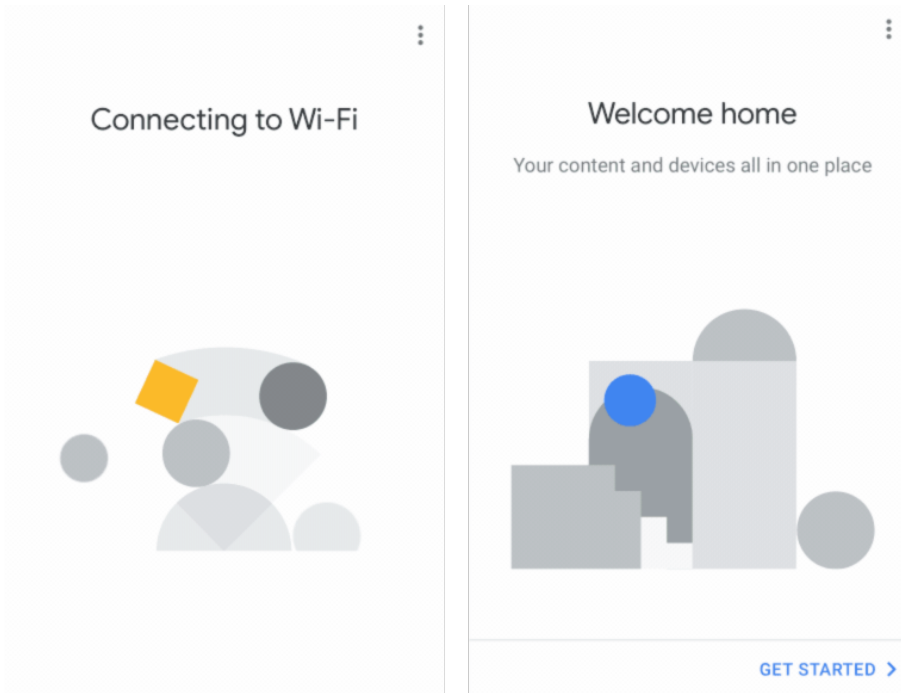 Connecting to Wi-Fi
Welcome home
Your content and devices all in one place
GET STARTED